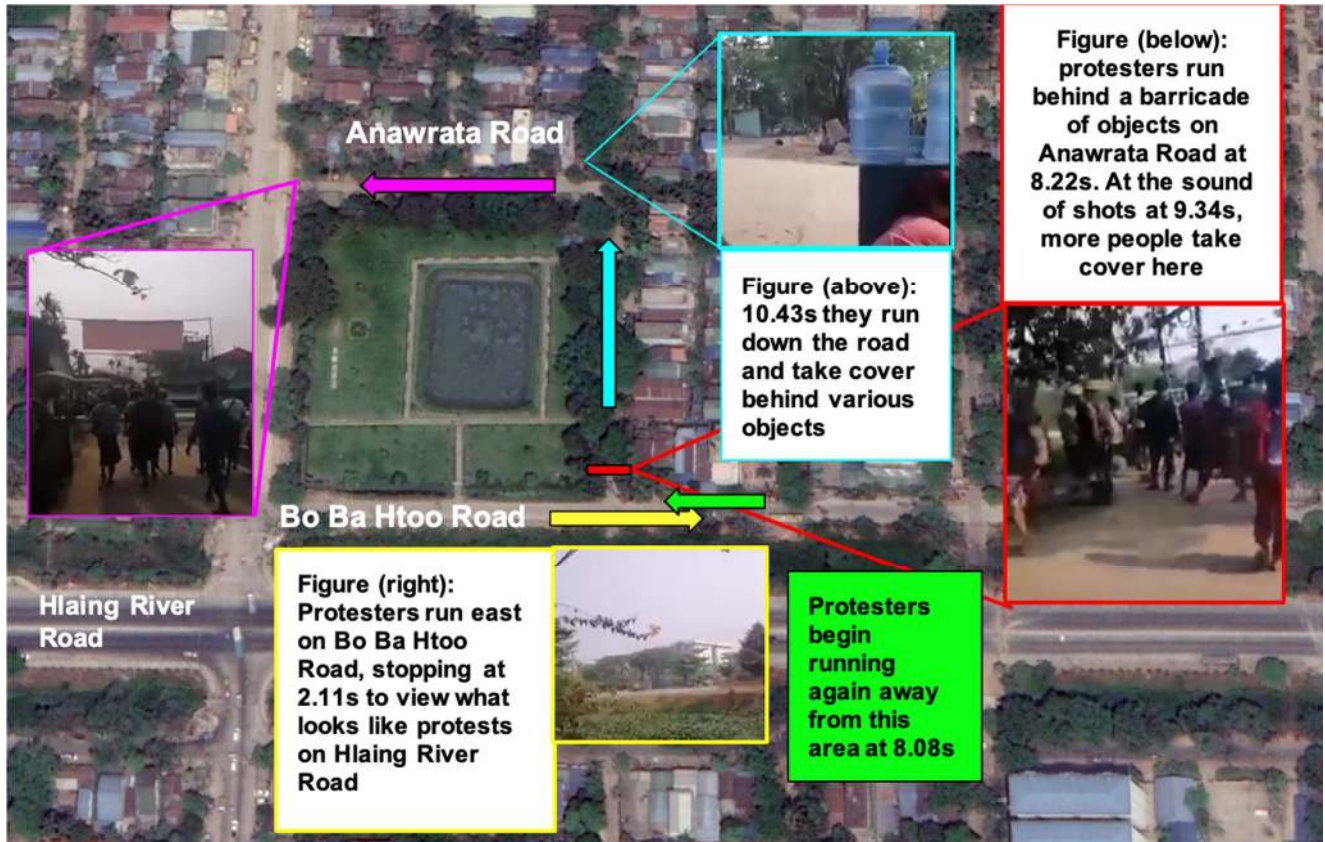 Anawrata Road
Figure (above):
10.43s they run
down the road
and take cover
behind various
objects
Figure (below):
protesters run
behind a barricade
of objects on
Anawrata Road at
8.22s. At the sound
of shots at 9.34s,
more people take
cover here
Bo Ba Htoo Road
Hlaing River
Road
Figure (right):
Protesters run east
on Bo Ba Htoo
Road, stopping at
2.11s to view what
looks like protests
on Hlaing River
Road
Protesters
begin
running
again away
from this
area at 8.08s